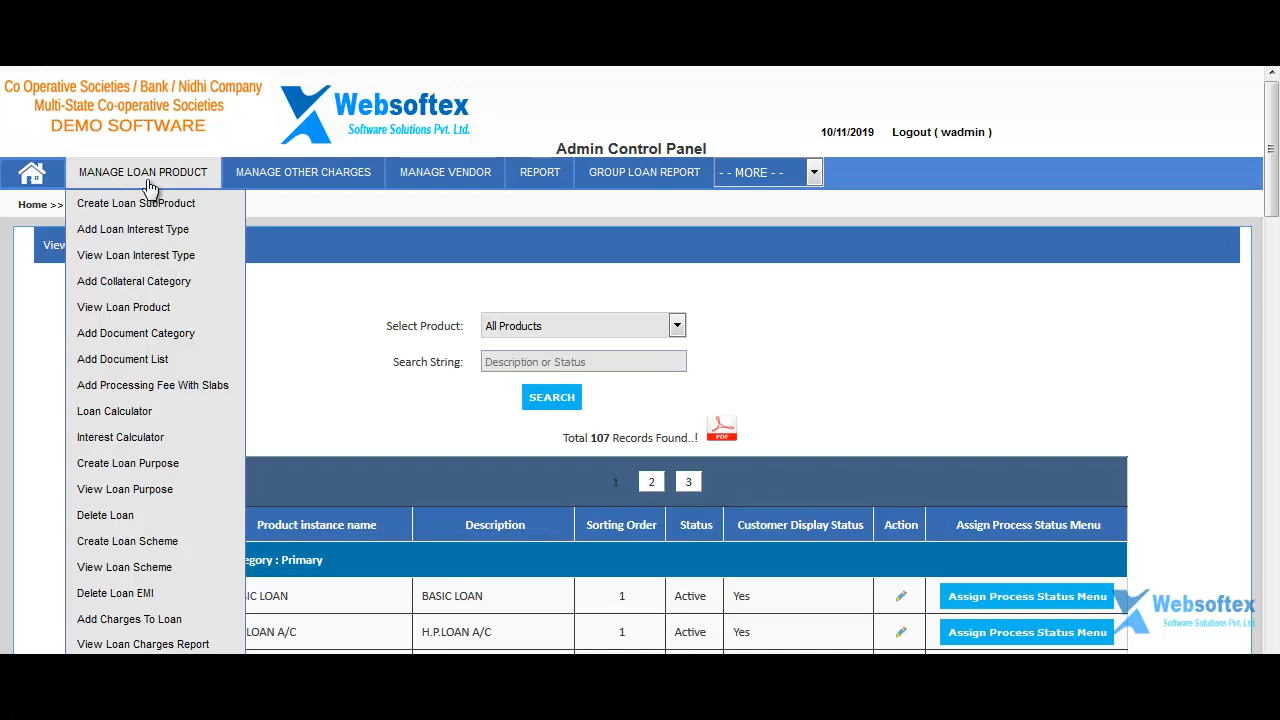 Co Operative Societies / Bank / Nidhi Company
Multi-State Co-operative Societies
DEMO SOFTWARE
Websoftex
Software Solutions Pvt. Ltd.
10/11/2019
Logout ( wadmin )
Admin Control Panel
MANAGE LOAN PRODUCT
MANAGE OTHER CHARGES
MANAGE VENDOR
REPORT
GROUP LOAN REPORT
- - MORE - -
Home >>
Create Loan SubProduct
Add Loan Interest Type
View Loan Interest Type
Add Collateral Category
View Loan Product
Add Document Category
Add Document List
Add Processing Fee With Slabs
Loan Calculator
Interest Calculator
Create Loan Purpose
View Loan Purpose
Delete Loan
Create Loan Scheme
View Loan Scheme
Delete Loan EMI
Add Charges To Loan
View Loan Charges Report
View
Select Product:
All Products
Search String:
Description or Status
SEARCH
Total 107 Records Found..!
PDF
1 2 3
Product instance name
Description
Sorting Order
Status
Customer Display Status
Action
Assign Process Status Menu
egory : Primary
IC LOAN
BASIC LOAN
1
Active
Yes
Assign Process Status Menu
LOAN A/C
H.P.LOAN A/C
1
Active
Yes
Assign Process Status Menu
Websoftex
Software Solutions Pvt. Ltd.